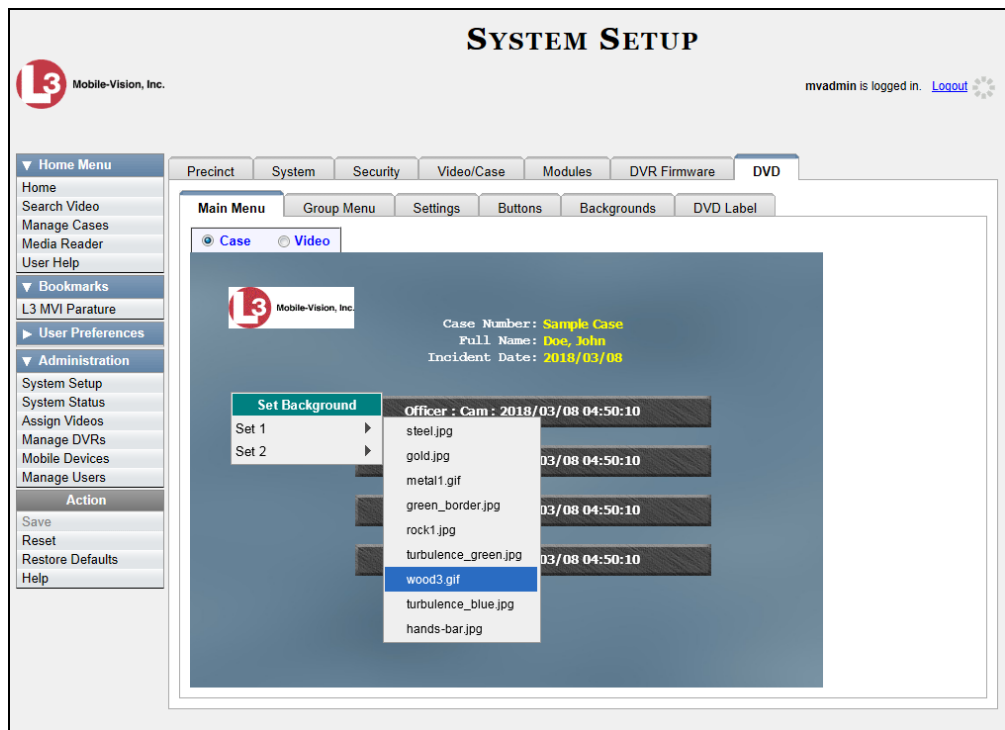 SYSTEM SETUP
L3 Mobile-Vision, Inc.
mvadmin is logged in. Logout
▼ Home Menu
Home
Search Video
Manage Cases
Media Reader
User Help
▼ Bookmarks
L3 MVI Parature
▶ User Preferences
▼ Administration
System Setup
System Status
Assign Videos
Manage DVRs
Mobile Devices
Manage Users
Action
Save
Reset
Restore Defaults
Help
Precinct System Security Video/Case Modules DVR Firmware DVD
Main Menu Group Menu Settings Buttons Backgrounds DVD Label
Case Video
L3 Mobile-Vision, Inc.
Case Number: Sample Case
Full Name: Doe, John
Incident Date: 2018/03/08
Officer : Cam : 2018/03/08 04:50:10
03/08 04:50:10
03/08 04:50:10
03/08 04:50:10
Set Background
Set 1
Set 2
steel.jpg
gold.jpg
metal1.gif
green_border.jpg
rock1.jpg
turbulence_green.jpg
wood3.gif
turbulence_blue.jpg
hands-bar.jpg